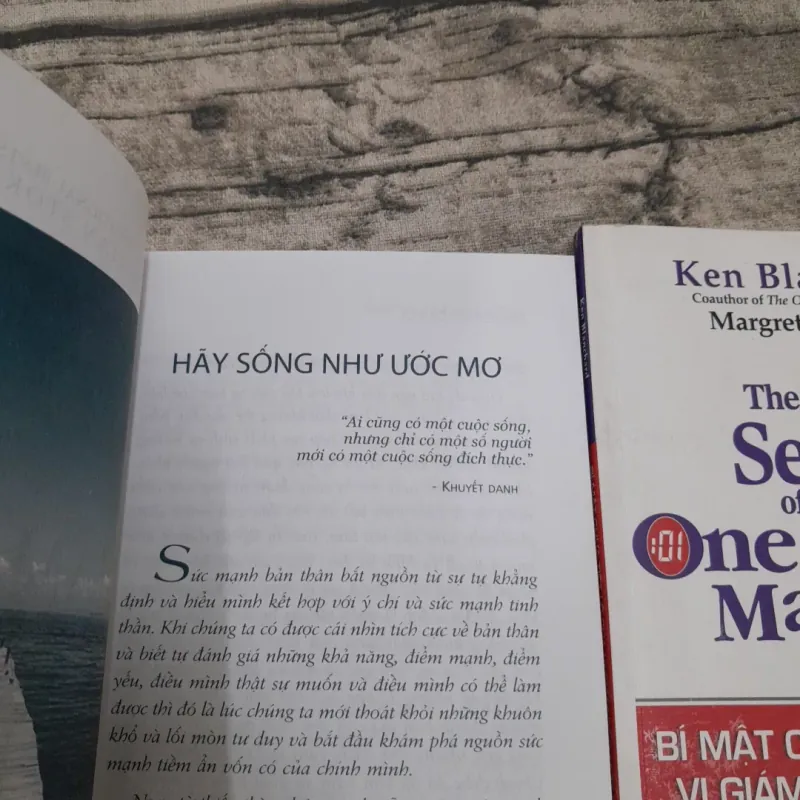 HÃY SỐNG NHƯ ƯỚC MƠ
“Ai cũng có một cuộc sống,
nhưng chỉ có một số người
mới có một cuộc sống đích thực.”
- KHUYẾT DANH
Sức mạnh bản thân bắt nguồn từ sự tự khẳng
định và hiểu mình kết hợp với ý chí và sức mạnh tinh
thần. Khi chúng ta có được cái nhìn tích cực về bản thân
và biết tự đánh giá những khả năng, điểm mạnh, điểm
yếu, điều mình thật sự muốn và điều mình có thể làm
được thì đó là lúc chúng ta mới thoát khỏi những khuôn
khổ và lối mòn tư duy và bắt đầu khám phá nguồn sức
mạnh tiềm ẩn vốn có của chính mình.
Ken Blanchard
Ken Bla
Coauthor of The O
Margret
The
Se
of
One
Ma
:01
BÍ MẬT C
VỊ GIÁM